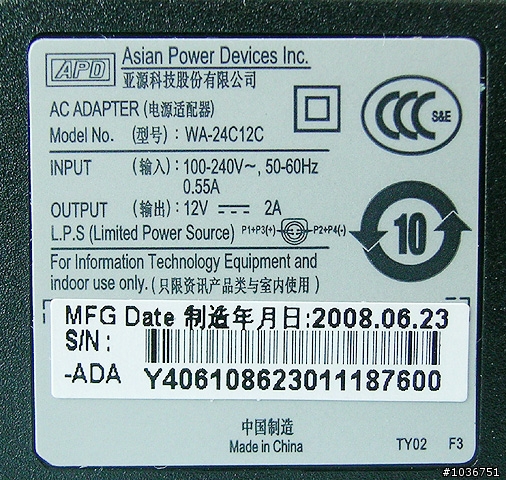 APD
Asian Power Devices Inc.
亚源科技股份有限公司
AC ADAPTER (电源适配器)
Model No. (型号): WA-24C12C
CCC S&E
INPUT (输入): 100-240V~, 50-60Hz
0.55A
OUTPUT (输出): 12V ⎓ 2A
L.P.S (Limited Power Source) P1+P3(+) P2+P4(-)
10
For Information Technology Equipment and
indoor use only. (只限资讯产品类与室内使用)
MFG Date 制造年月日:2008.06.23
S/N:
-ADA Y406108623011187600
中国制造
Made in China
TY02 F3
#1036751